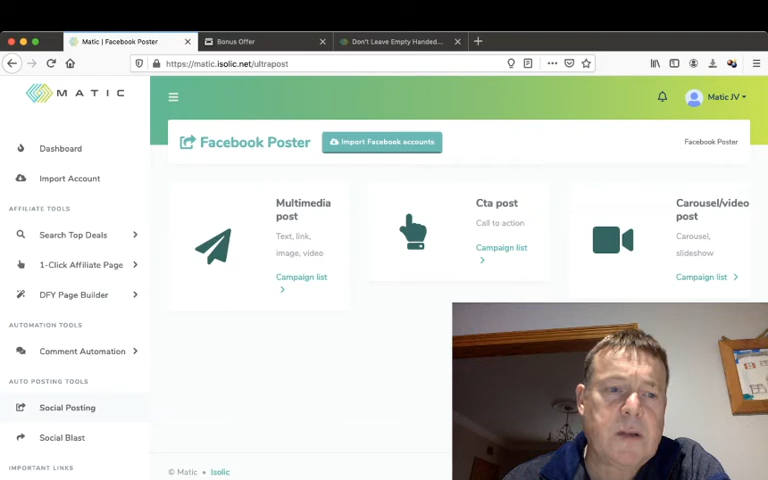 Matic | Facebook Poster
Bonus Offer
Don't Leave Empty Handed...
https://matic.isolic.net/ultrapost
MATIC
Matic JV
Facebook Poster
Import Facebook accounts
Facebook Poster
Dashboard
Import Account
AFFILIATE TOOLS
Search Top Deals
1-Click Affiliate Page
DFY Page Builder
AUTOMATION TOOLS
Comment Automation
AUTO POSTING TOOLS
Social Posting
Social Blast
IMPORTANT LINKS
Multimedia
post
Text, link,
image, video
Campaign list
Cta post
Call to action
Campaign list
Carousel/video
post
Carousel,
slideshow
Campaign list
© Matic • Isolic